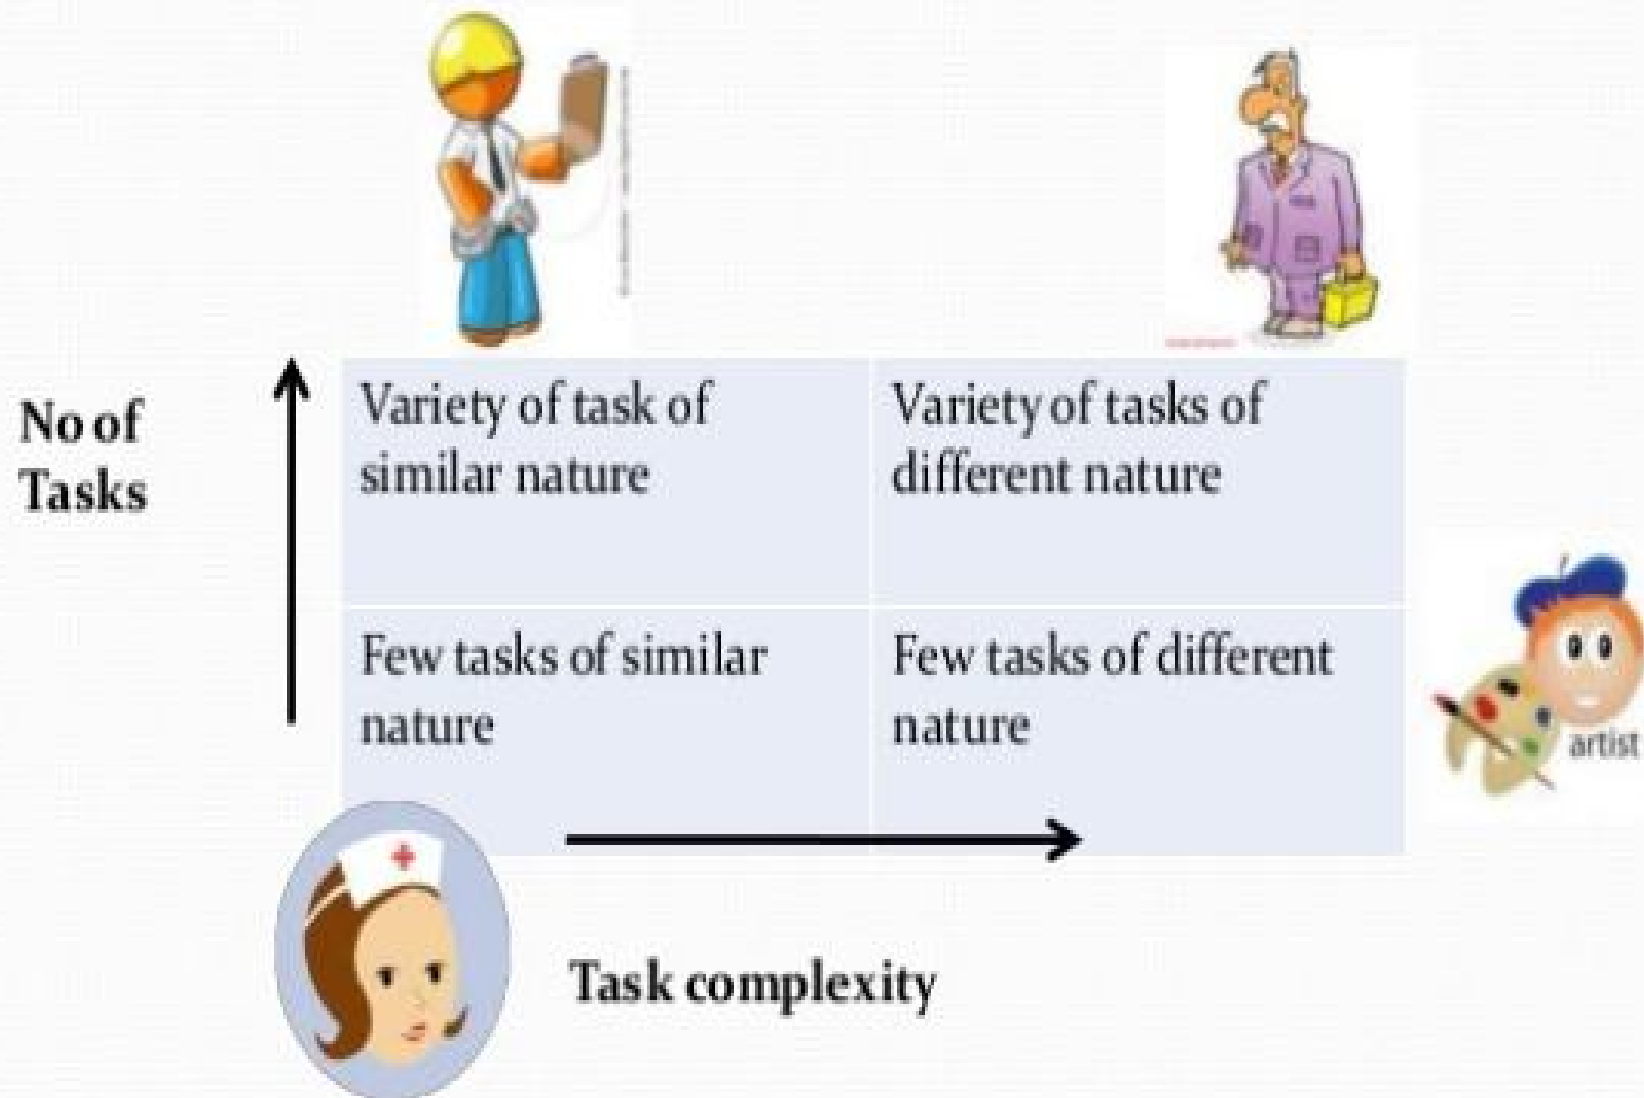 No of
Tasks
Variety of task of
similar nature
Variety of tasks of
different nature
Few tasks of similar
nature
Few tasks of different
nature
artist
Task complexity